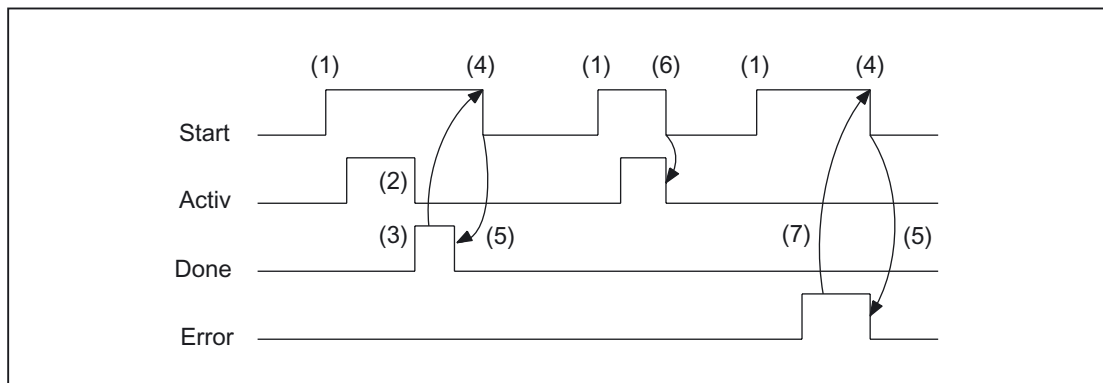 (1) (4) (1) (6) (1) (4)
Start
Activ (2)
(3) (5) (7) (5)
Done
Error